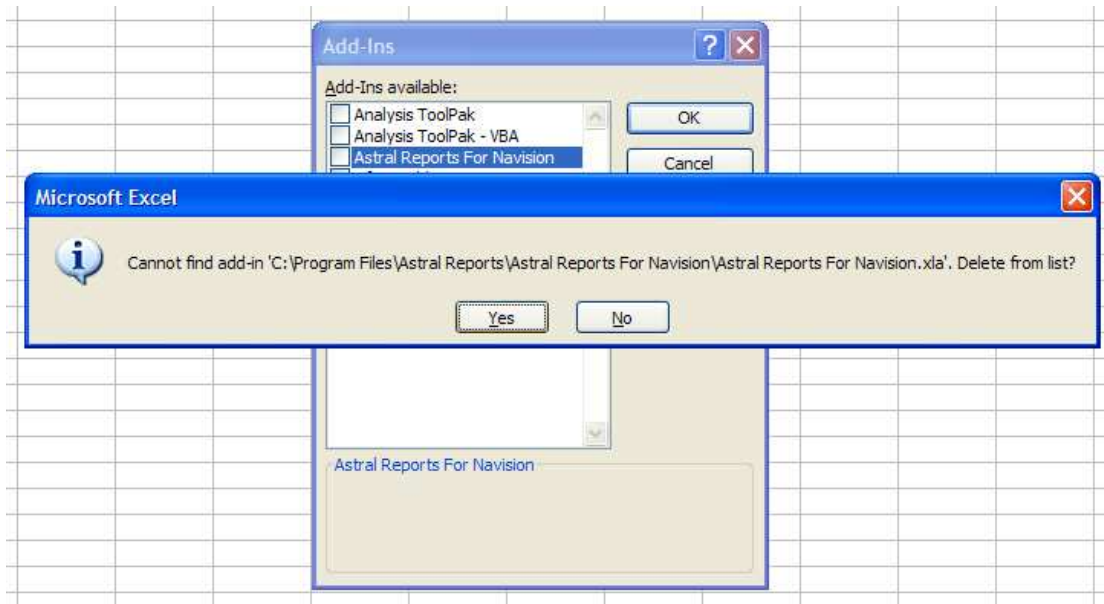 Add-Ins
Add-Ins available:
Analysis ToolPak
OK
Analysis ToolPak - VBA
Astral Reports For Navision
Cancel
Microsoft Excel
Cannot find add-in 'C:\Program Files\Astral Reports\Astral Reports For Navision\Astral Reports For Navision.xla'. Delete from list?
Yes
No
Astral Reports For Navision